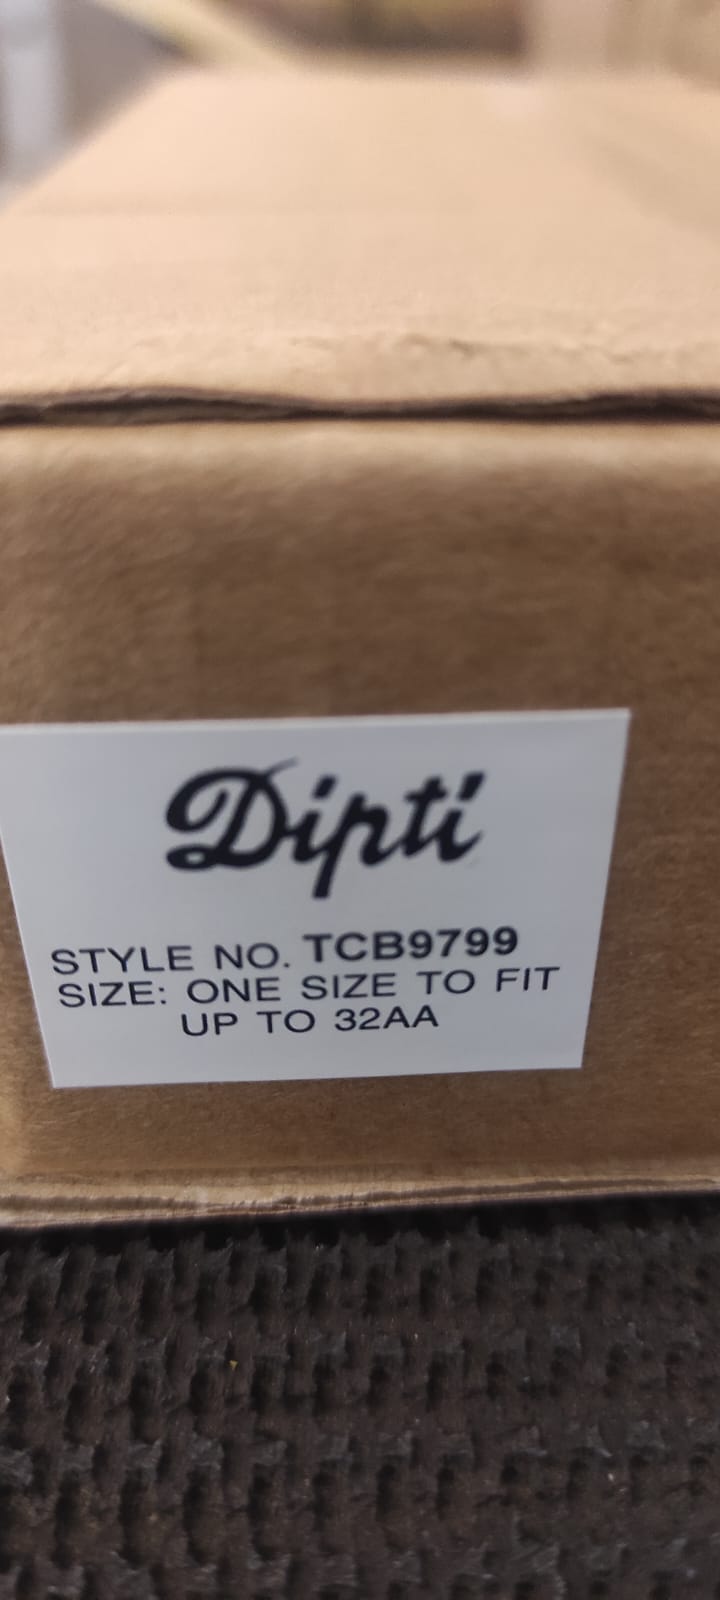 Dipti
STYLE NO. TCB9799
SIZE: ONE SIZE TO FIT
UP TO 32AA